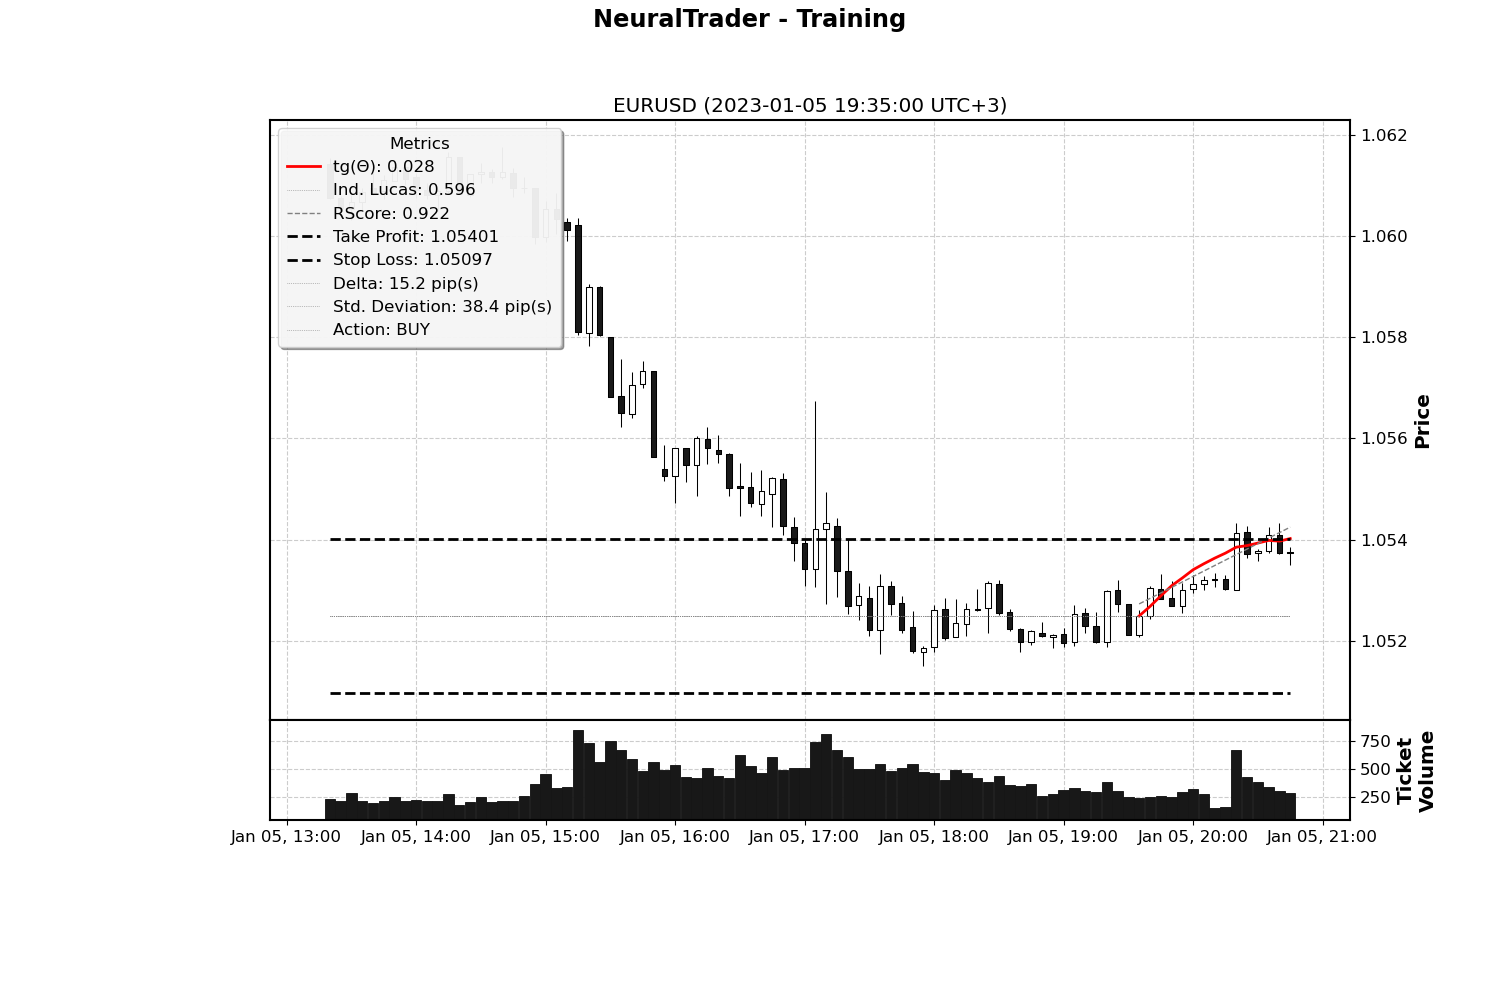 NeuralTrader - Training
EURUSD (2023-01-05 19:35:00 UTC+3)
Metrics
tg(Θ): 0.028
Ind. Lucas: 0.596
RScore: 0.922
Take Profit: 1.05401
Stop Loss: 1.05097
Delta: 15.2 pip(s)
Std. Deviation: 38.4 pip(s)
Action: BUY
1.062
1.060
1.058
1.056
1.054
1.052
Price
750
500
250
Ticket
Volume
Jan 05, 13:00
Jan 05, 14:00
Jan 05, 15:00
Jan 05, 16:00
Jan 05, 17:00
Jan 05, 18:00
Jan 05, 19:00
Jan 05, 20:00
Jan 05, 21:00